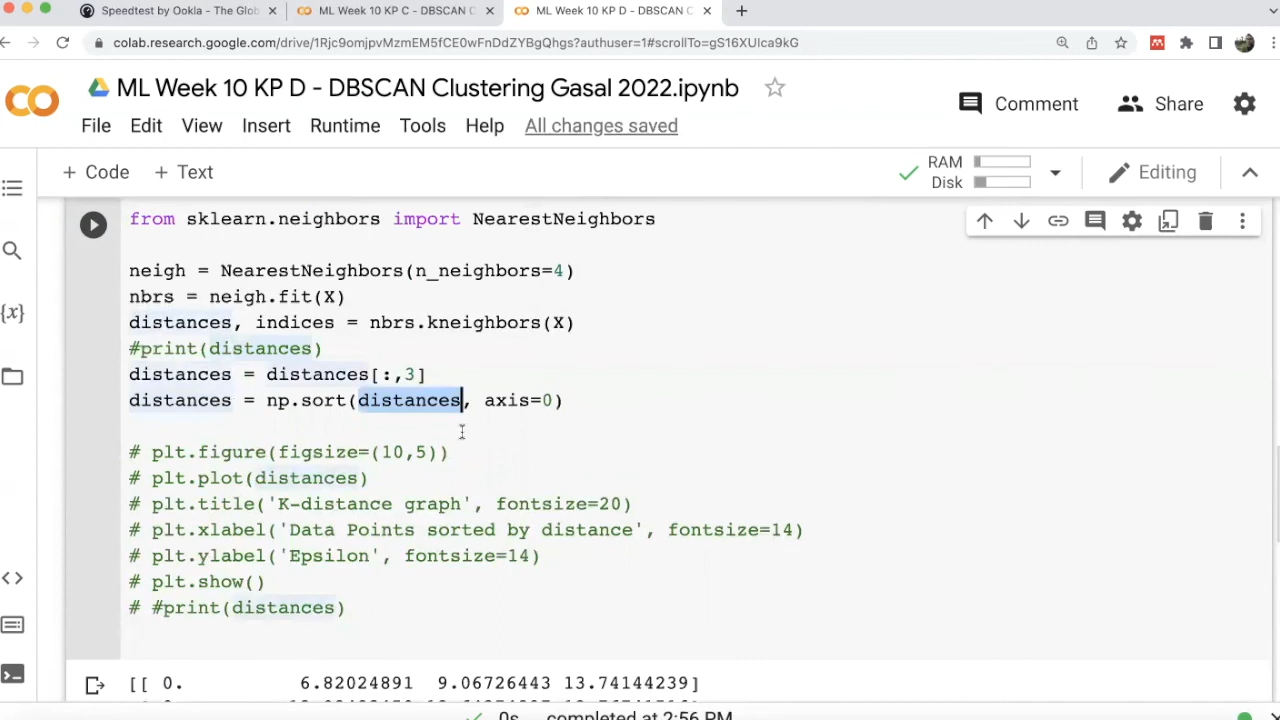 Speedtest by Ookla - The Glob
ML Week 10 KP C - DBSCAN C
ML Week 10 KP D - DBSCAN C
colab.research.google.com/drive/1Rjc9omjpvMzmEM5fCE0wFnDdZYBgQhgs?authuser=1#scrollTo=gS16XUIca9kG
ML Week 10 KP D - DBSCAN Clustering Gasal 2022.ipynb
Comment
Share
File Edit View Insert Runtime Tools Help All changes saved
+ Code + Text
RAM
Disk
Editing
from sklearn.neighbors import NearestNeighbors
neigh = NearestNeighbors(n_neighbors=4)
nbrs = neigh.fit(X)
distances, indices = nbrs.kneighbors(X)
#print(distances)
distances = distances[:,3]
distances = np.sort(distances, axis=0)
# plt.figure(figsize=(10,5))
# plt.plot(distances)
# plt.title('K-distance graph', fontsize=20)
# plt.xlabel('Data Points sorted by distance', fontsize=14)
# plt.ylabel('Epsilon', fontsize=14)
# plt.show()
# #print(distances)
[[ 0. 6.82024891 9.06726443 13.74144239]
0s completed at 2:56 PM